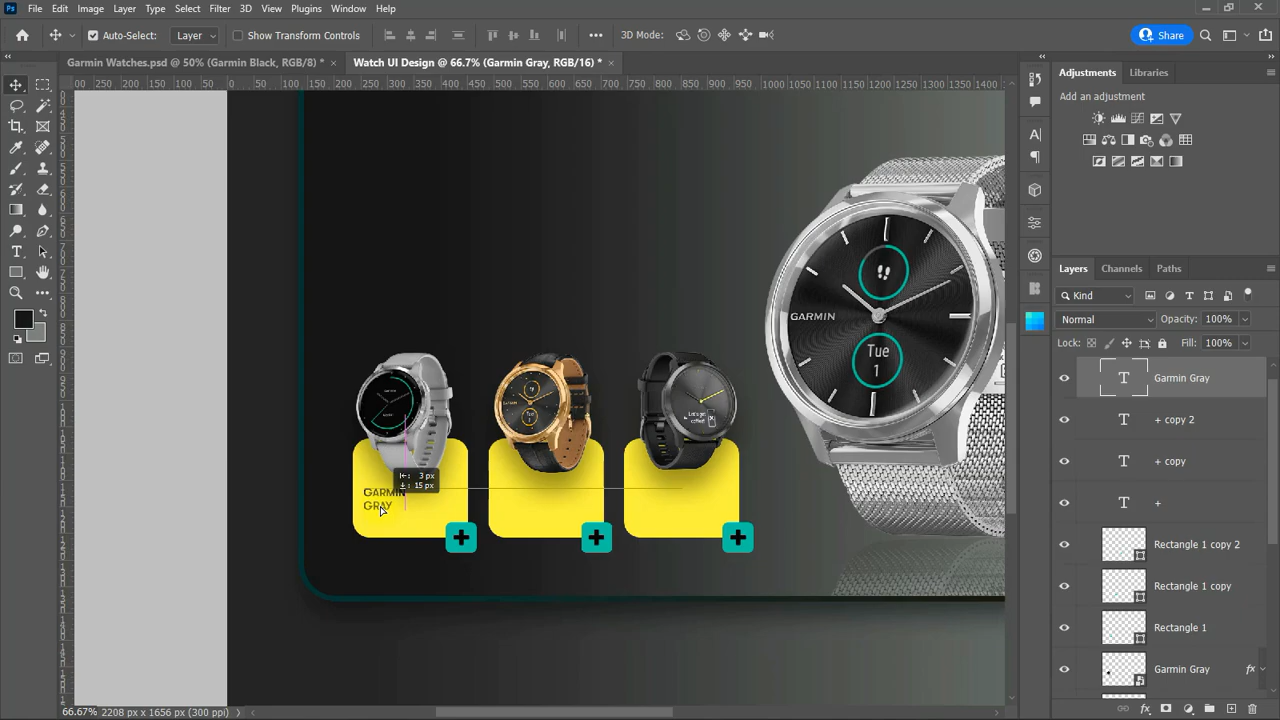 Ps File Edit Image Layer Type Select Filter 3D View Plugins Window Help
Auto-Select: Layer Show Transform Controls 3D Mode: Share
Garmin Watches.psd @ 50% (Garmin Black, RGB/8) * × Watch UI Design @ 66.7% (Garmin Gray, RGB/16) * ×
Adjustments Libraries
Add an adjustment
GARMIN
Tue
1
← : 3 px
↓ : 15 px
GARMIN
GRAY
+ + +
Layers Channels Paths
Kind
Normal Opacity: 100%
Lock: Fill: 100%
T Garmin Gray
T + copy 2
T + copy
T +
Rectangle 1 copy 2
Rectangle 1 copy
Rectangle 1
Garmin Gray fx
66.67% 2208 px x 1656 px (300 ppi)